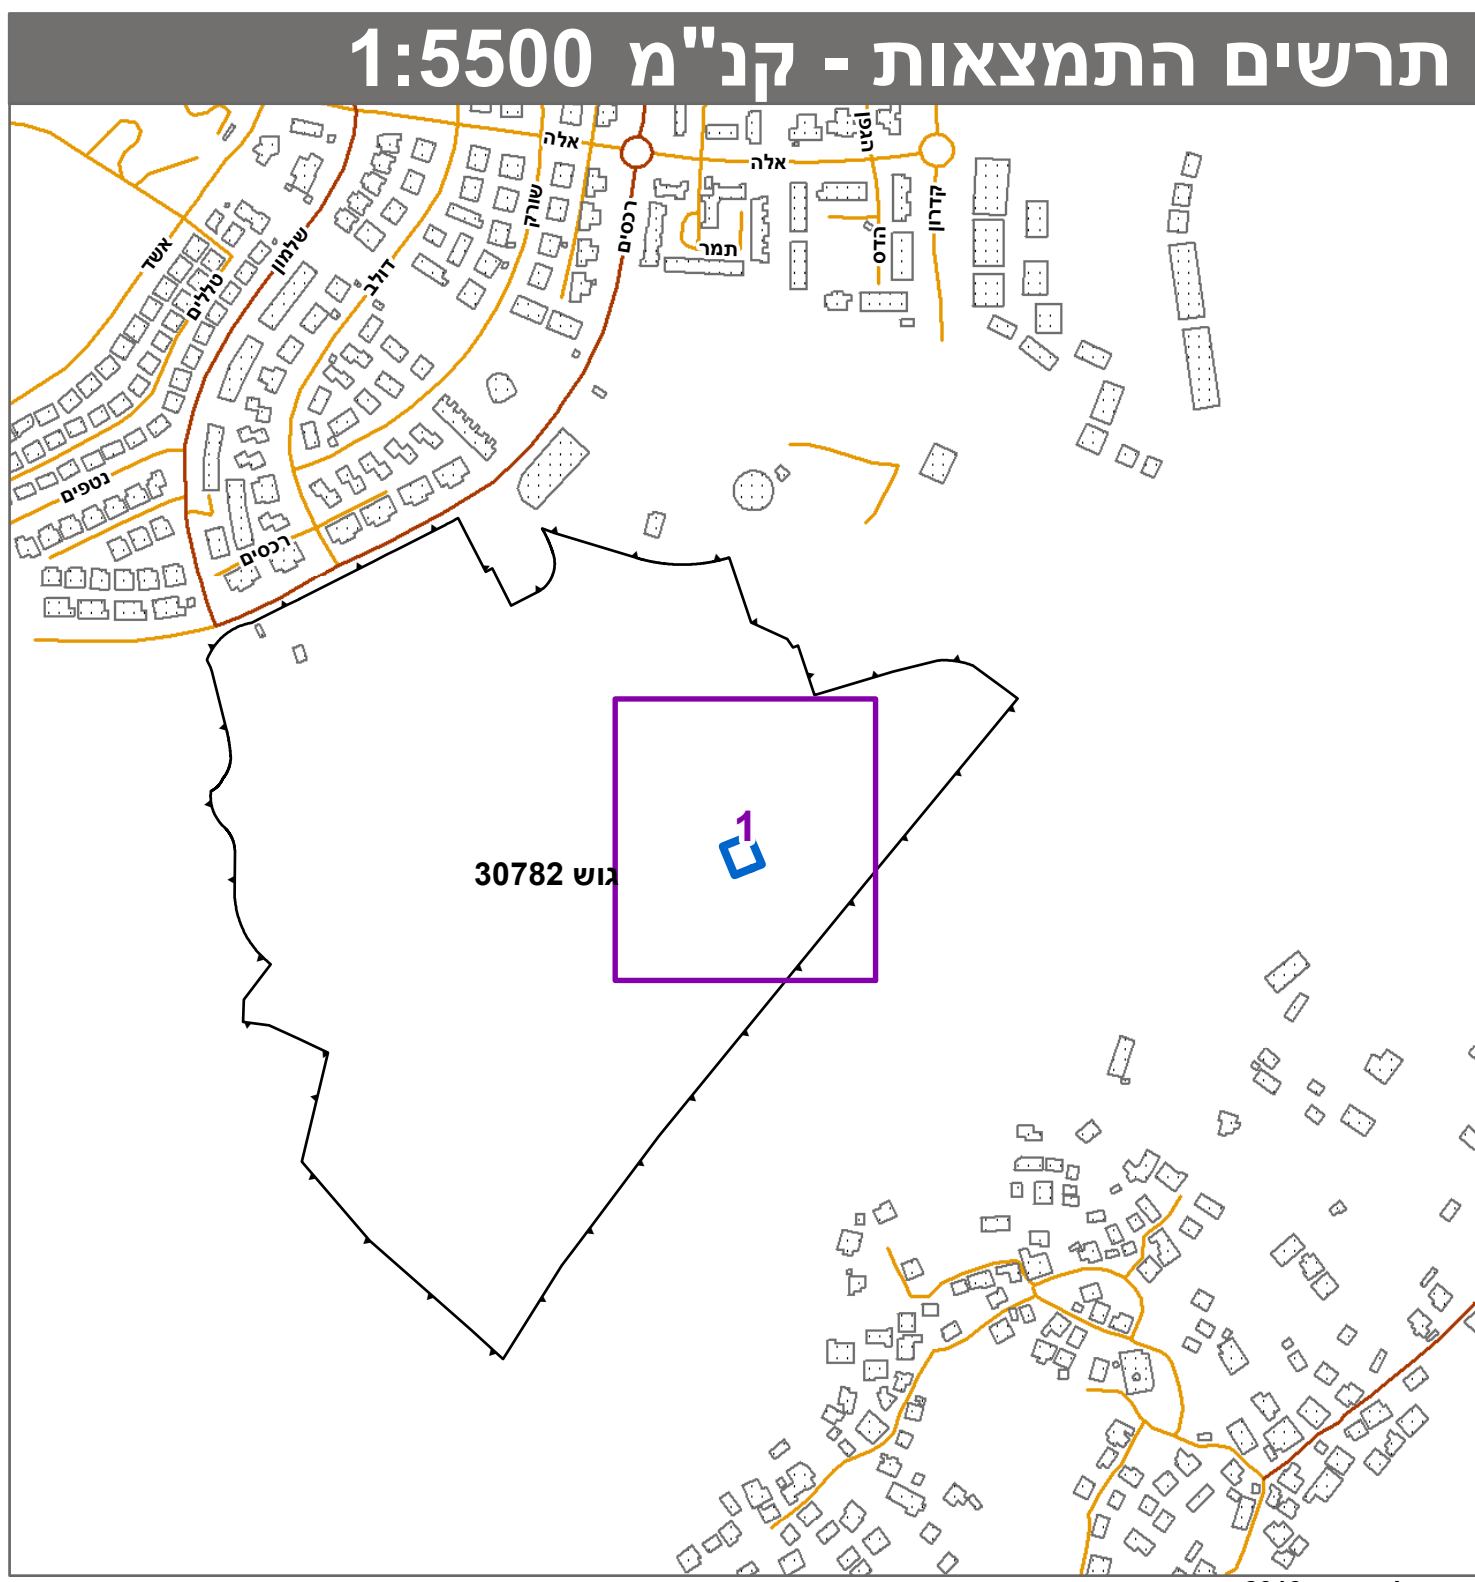 תרשים התמצאות - קנ"מ 1:5500
אלה
הגפן
אלה
שורק
רכסים
קדרון
אשד
שלמון
דולב
תמר
הדס
טללים
נטפים
רכסים
1
גוש 30782